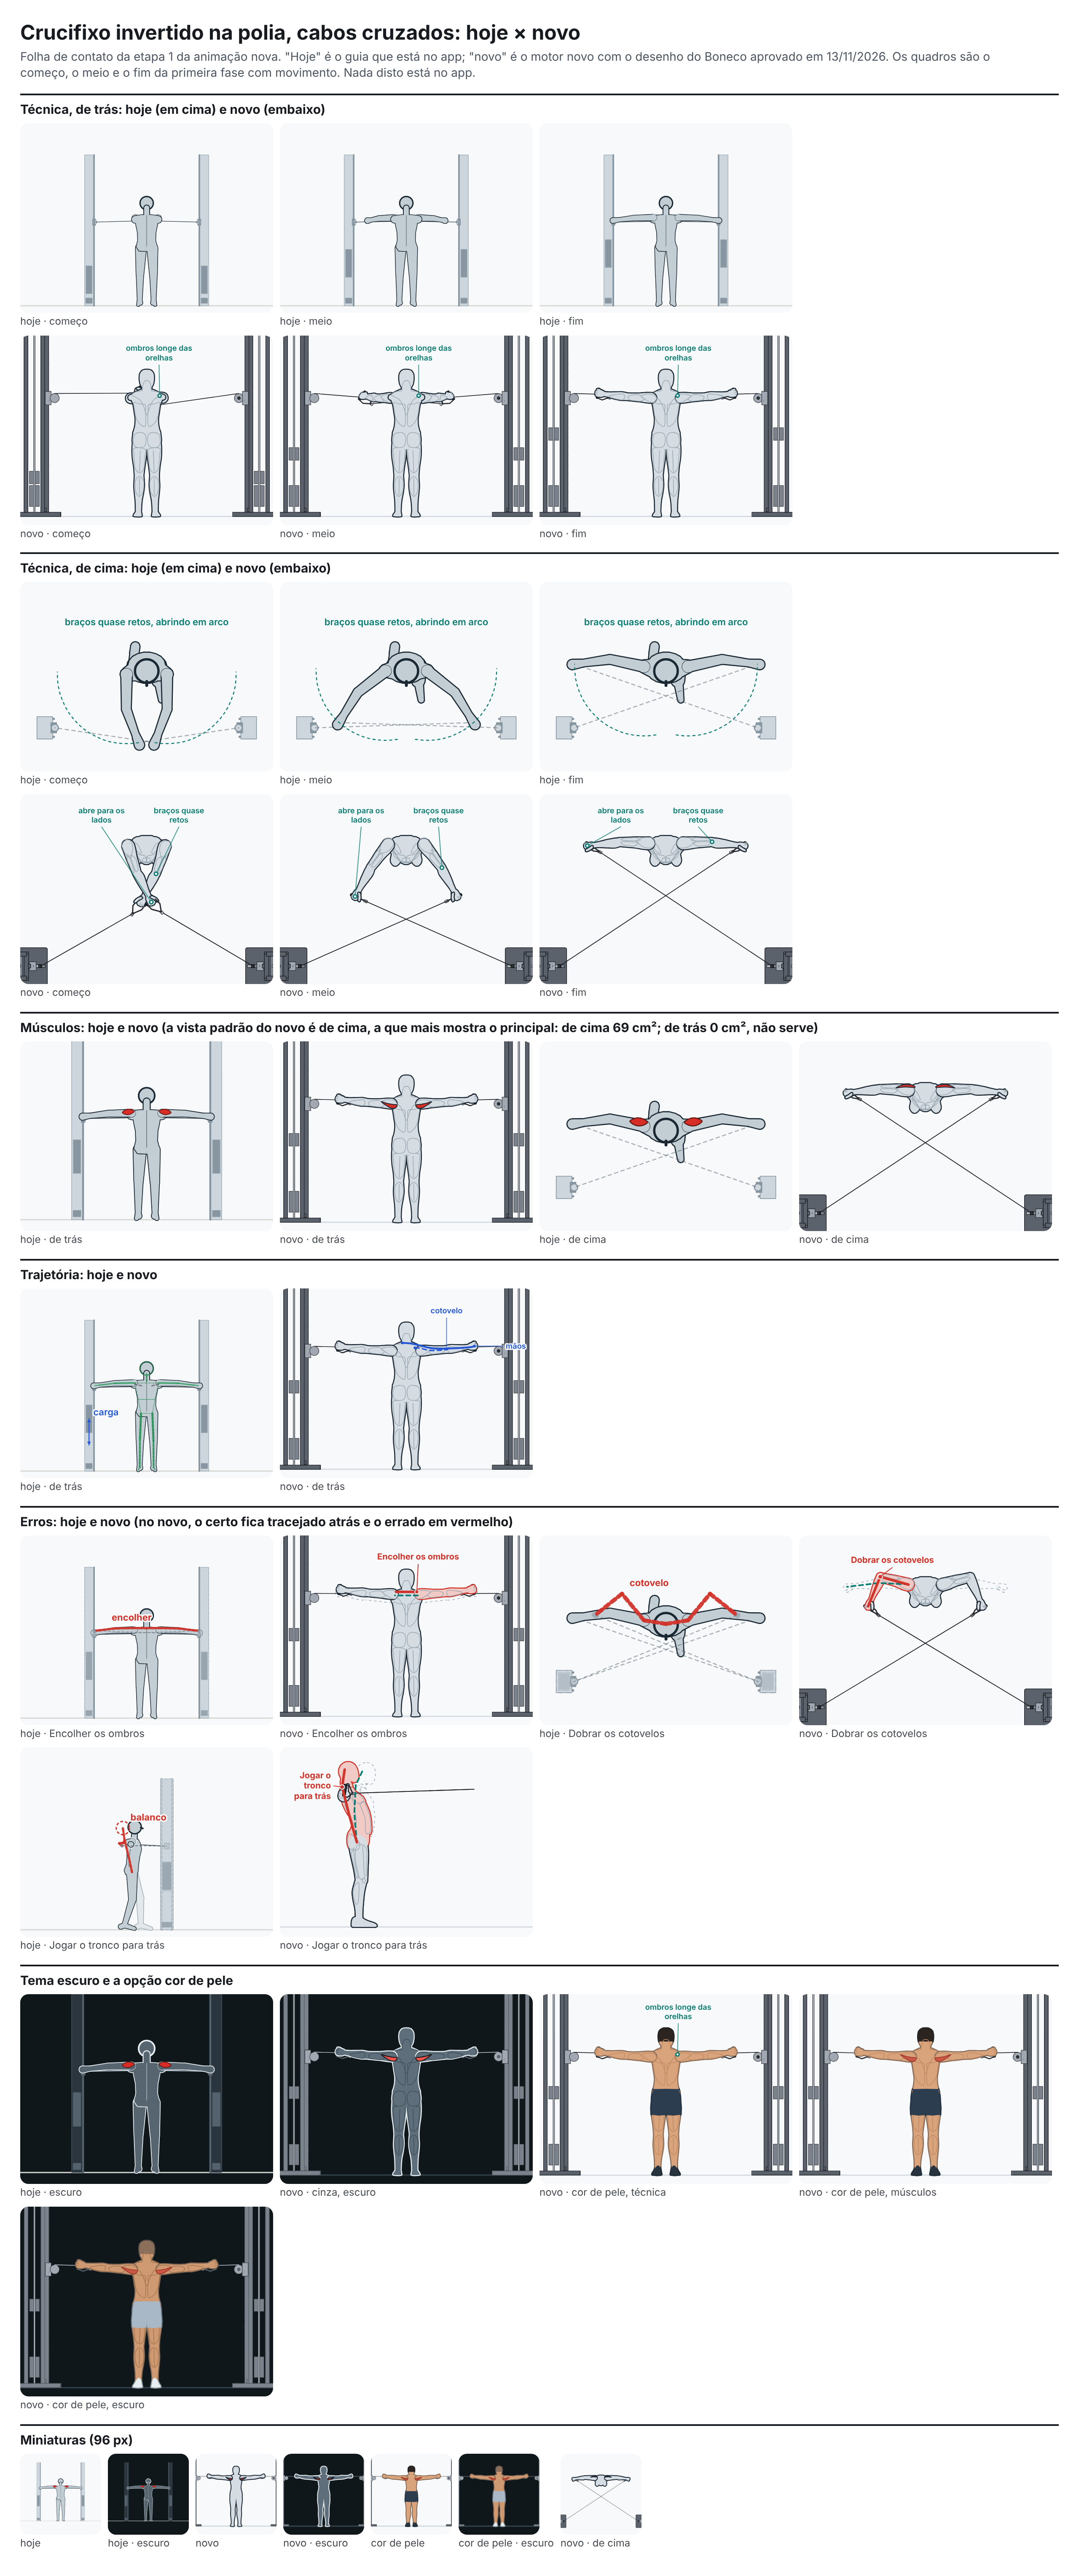 Crucifixo invertido na polia, cabos cruzados: hoje × novo
Folha de contato da etapa 1 da animação nova. "Hoje" é o guia que está no app; "novo" é o motor novo com o desenho do Boneco aprovado em 13/11/2026. Os quadros são o
começo, o meio e o fim da primeira fase com movimento. Nada disto está no app.
Técnica, de trás: hoje (em cima) e novo (embaixo)
hoje · começo
hoje · meio
hoje · fim
ombros longe das
orelhas
ombros longe das
orelhas
ombros longe das
orelhas
novo · começo
novo · meio
novo · fim
Técnica, de cima: hoje (em cima) e novo (embaixo)
braços quase retos, abrindo em arco
braços quase retos, abrindo em arco
braços quase retos, abrindo em arco
hoje · começo
hoje · meio
hoje · fim
abre para os
lados
braços quase
retos
abre para os
lados
braços quase
retos
abre para os
lados
braços quase
retos
novo · começo
novo · meio
novo · fim
Músculos: hoje e novo (a vista padrão do novo é de cima, a que mais mostra o principal: de cima 69 cm²; de trás 0 cm², não serve)
hoje · de trás
novo · de trás
hoje · de cima
novo · de cima
Trajetória: hoje e novo
carga
cotovelo
mãos
hoje · de trás
novo · de trás
Erros: hoje e novo (no novo, o certo fica tracejado atrás e o errado em vermelho)
encolher
Encolher os ombros
cotovelo
Dobrar os cotovelos
hoje · Encolher os ombros
novo · Encolher os ombros
hoje · Dobrar os cotovelos
novo · Dobrar os cotovelos
balanco
Jogar o
tronco
para trás
hoje · Jogar o tronco para trás
novo · Jogar o tronco para trás
Tema escuro e a opção cor de pele
ombros longe das
orelhas
hoje · escuro
novo · cinza, escuro
novo · cor de pele, técnica
novo · cor de pele, músculos
novo · cor de pele, escuro
Miniaturas (96 px)
hoje
hoje · escuro
novo
novo · escuro
cor de pele
cor de pele · escuro
novo · de cima